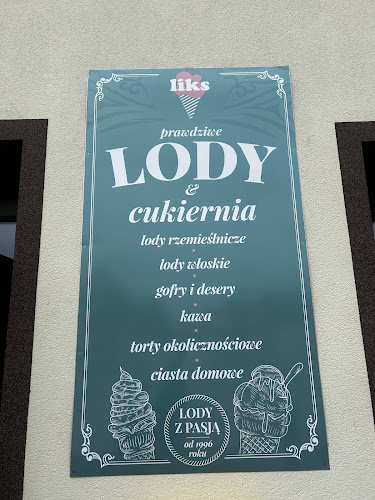 liks
prawdziwe
LODY
&
cukiernia
lody rzemieślnicze
lody włoskie
gofry i desery
kawa
torty okolicznościowe
ciasta domowe
LODY
Z PASJĄ
od 1996
roku